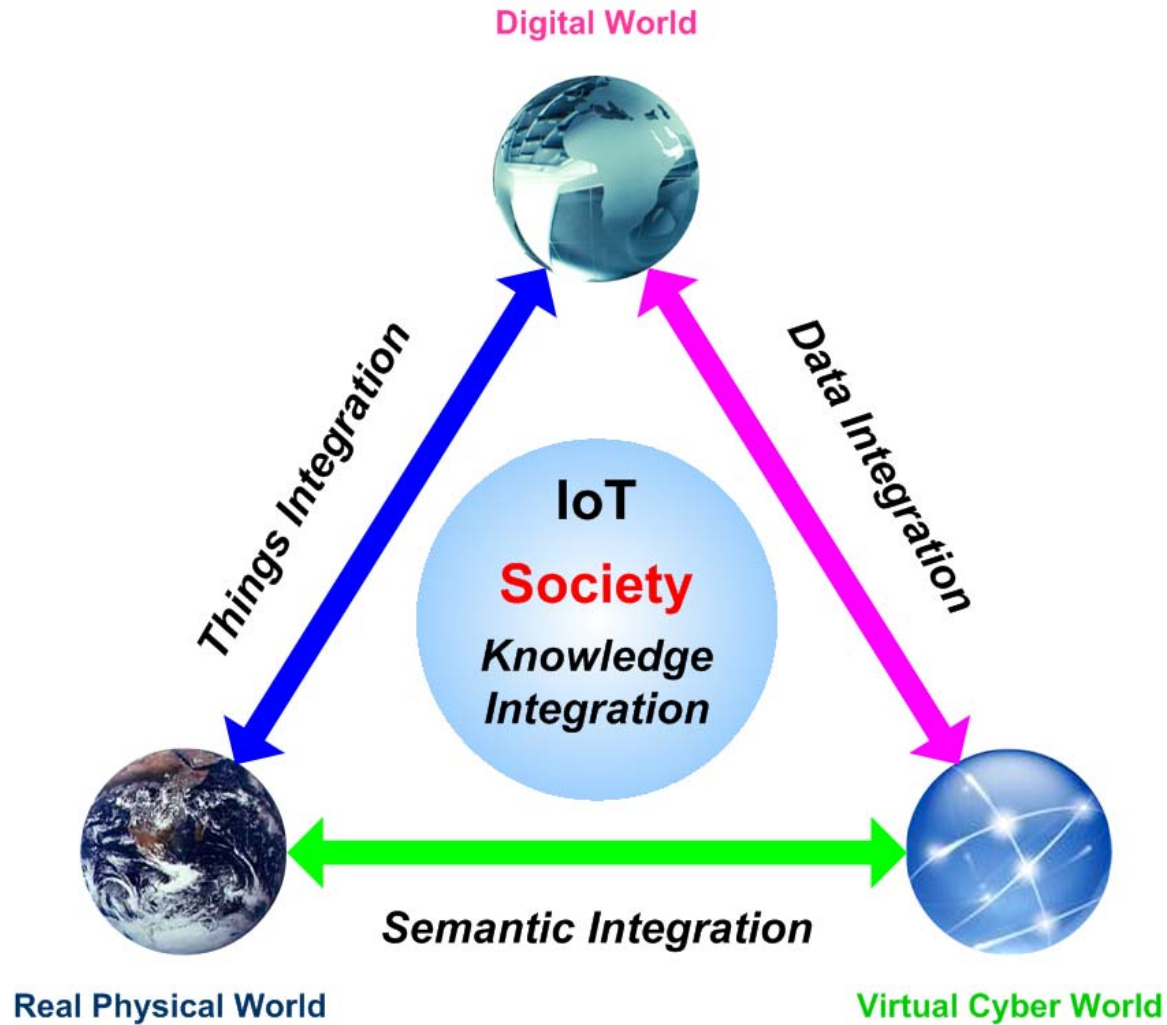 Digital World
Things Integration
Data Integration
IoT
Society
Knowledge
Integration
Semantic Integration
Real Physical World
Virtual Cyber World